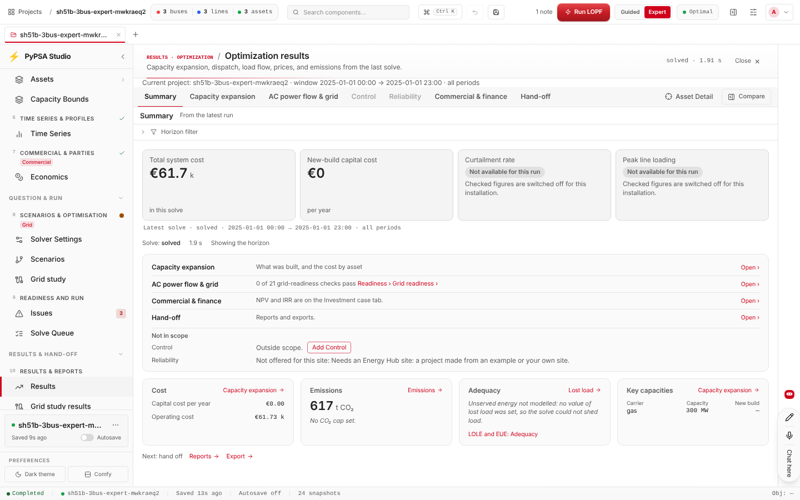 Projects / sh51b-3bus-expert-mwkraeq2 3 buses 3 lines 3 assets Search components... Ctrl K 1 note Run LOPF Guided Expert Optimal A
sh51b-3bus-expert-mwkr... × +
PyPSA Studio
Assets
Capacity Bounds
6 TIME SERIES & PROFILES
Time Series
7 COMMERCIAL & PARTIES
Commercial
Economics
QUESTION & RUN
8 SCENARIOS & OPTIMISATION
Grid
Solver Settings
Scenarios
Grid study
9 READINESS AND RUN
Issues 3
Solve Queue
RESULTS & HAND-OFF
10 RESULTS & REPORTS
Results
Grid study results
sh51b-3bus-expert-m... ···
Saved 9s ago Autosave
PREFERENCES
Dark theme Comfy
RESULTS · OPTIMIZATION / Optimization results
Capacity expansion, dispatch, load flow, prices, and emissions from the last solve.
solved · 1.91 s Close ×
Current project: sh51b-3bus-expert-mwkraeq2 · window 2025-01-01 00:00 → 2025-01-01 23:00 · all periods
Summary Capacity expansion AC power flow & grid Control Reliability Commercial & finance Hand-off Asset Detail Compare
Summary From the latest run
Horizon filter
Total system cost
€61.7 k
in this solve
New-build capital cost
€0
per year
Curtailment rate
Not available for this run
Checked figures are switched off for this
installation.
Peak line loading
Not available for this run
Checked figures are switched off for this
installation.
Latest solve · solved · 2025-01-01 00:00 → 2025-01-01 23:00 · all periods
Solve: solved 1.9 s Showing the horizon
Capacity expansion What was built, and the cost by asset Open ›
AC power flow & grid 0 of 21 grid-readiness checks pass Readiness › Grid readiness › Open ›
Commercial & finance NPV and IRR are on the Investment case tab. Open ›
Hand-off Reports and exports. Open ›
Not in scope
Control Outside scope. Add Control
Reliability Not offered for this site: Needs an Energy Hub site: a project made from an example or your own site.
Cost Capacity expansion →
Capital cost per year €0.00
Operating cost €61.73 k
Emissions Emissions →
617 t CO₂
No CO₂ cap set.
Adequacy Lost load →
Unserved energy not modelled: no value of
lost load was set, so the solve could not shed
load.
LOLE and EUE: Adequacy
Key capacities Capacity expansion →
Carrier Capacity New build
gas 300 MW –
Next: hand off Reports → Export →
Chat here
Completed sh51b-3bus-expert-mwkraeq2 Saved 13s ago Autosave off 24 snapshots Obj: —